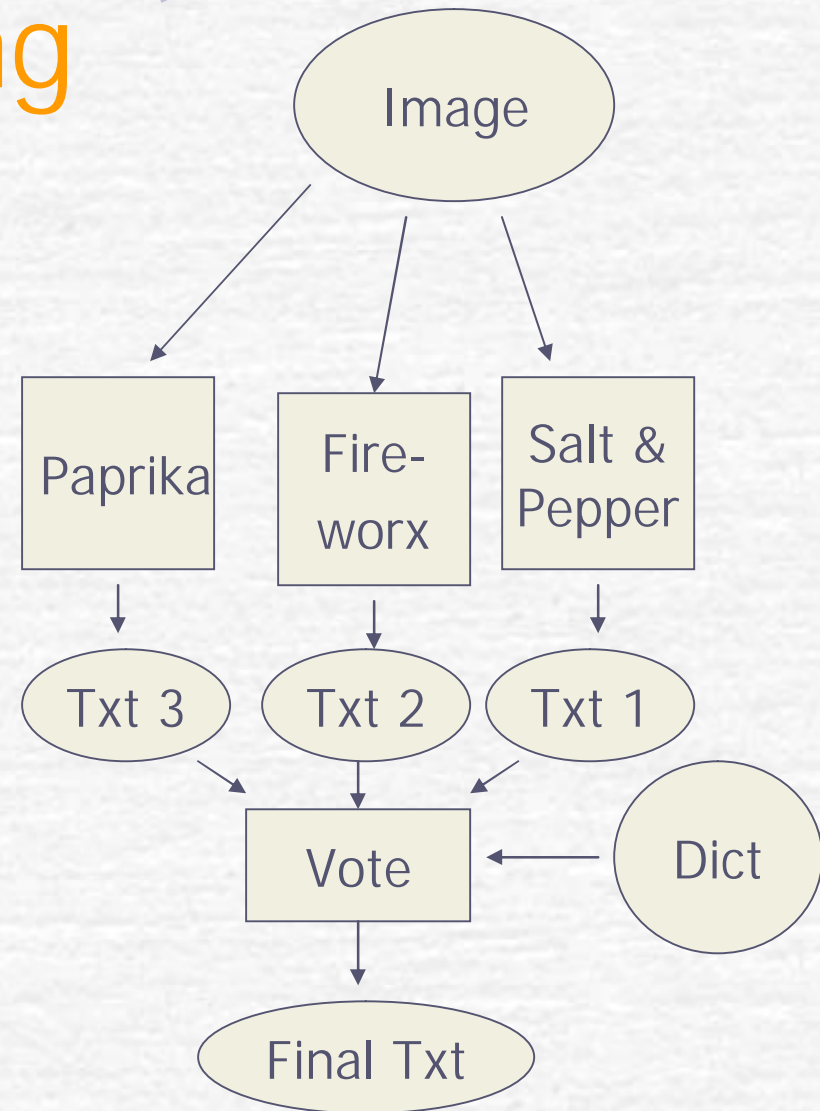 ng
Image
Paprika
Fire-
worx
Salt &
Pepper
Txt 3
Txt 2
Txt 1
Vote
Dict
Final Txt